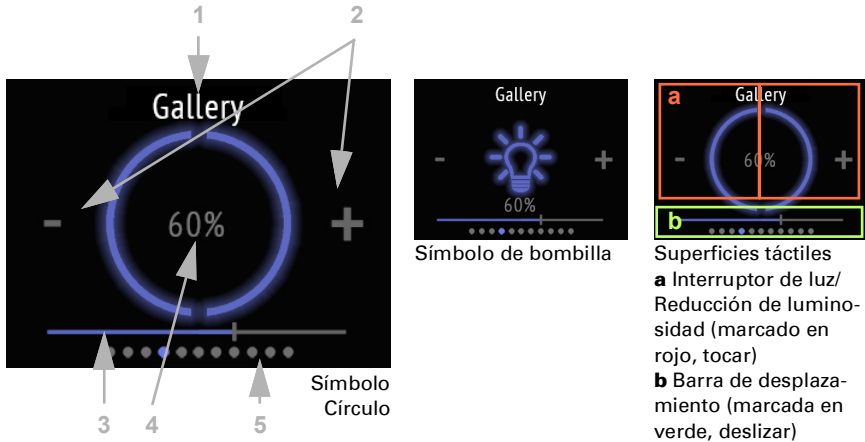 1
2
Gallery
-
60%
+
3
4
5
Símbolo
Círculo
Gallery
-
+
60%
Símbolo de bombilla
a
Gallery
-
60%
+
b
Superficies táctiles
a Interruptor de luz/
Reducción de lumino-
sidad (marcado en
rojo, tocar)
b Barra de desplaza-
miento (marcada en
verde, deslizar)